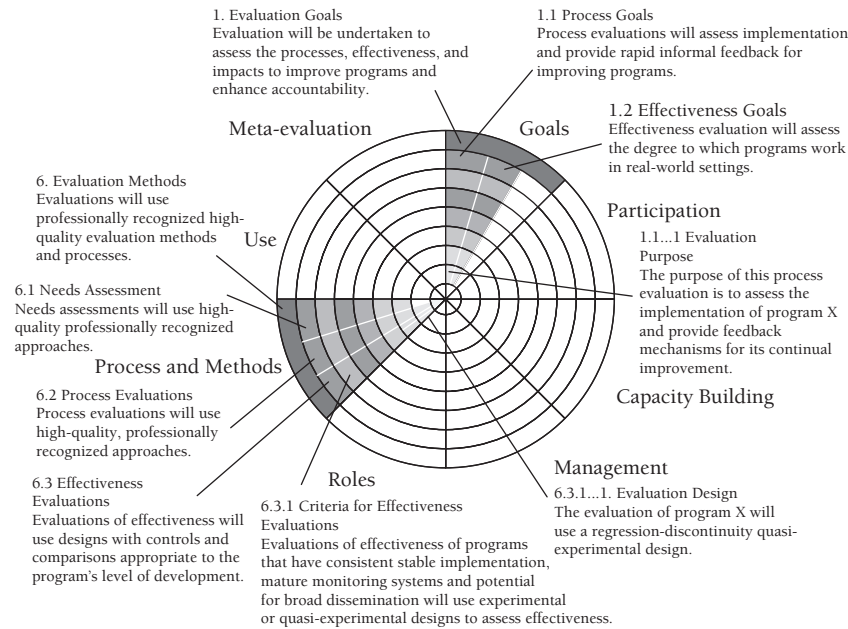 1. Evaluation Goals
Evaluation will be undertaken to
assess the processes, effectiveness, and
impacts to improve programs and
enhance accountability.
1.1 Process Goals
Process evaluations will assess implementation
and provide rapid informal feedback for
improving programs.
1.2 Effectiveness Goals
Effectiveness evaluation will assess
the degree to which programs work
in real-world settings.
Meta-evaluation
Goals
Participation
1.1...1 Evaluation
Purpose
The purpose of this process
evaluation is to assess the
implementation of program X
and provide feedback
mechanisms for its continual
improvement.
6. Evaluation Methods
Evaluations will use
professionally recognized high-
quality evaluation methods
and processes.
Use
6.1 Needs Assessment
Needs assessments will use high-
quality professionally recognized
approaches.
Process and Methods
6.2 Process Evaluations
Process evaluations will use
high-quality, professionally
recognized approaches.
Capacity Building
6.3 Effectiveness
Evaluations
Evaluations of effectiveness will
use designs with controls and
comparisons appropriate to the
program's level of development.
Roles
6.3.1 Criteria for Effectiveness
Evaluations
Evaluations of effectiveness of programs
that have consistent stable implementation,
mature monitoring systems and potential
for broad dissemination will use experimental
or quasi-experimental designs to assess effectiveness.
Management
6.3.1...1. Evaluation Design
The evaluation of program X will
use a regression-discontinuity quasi-
experimental design.